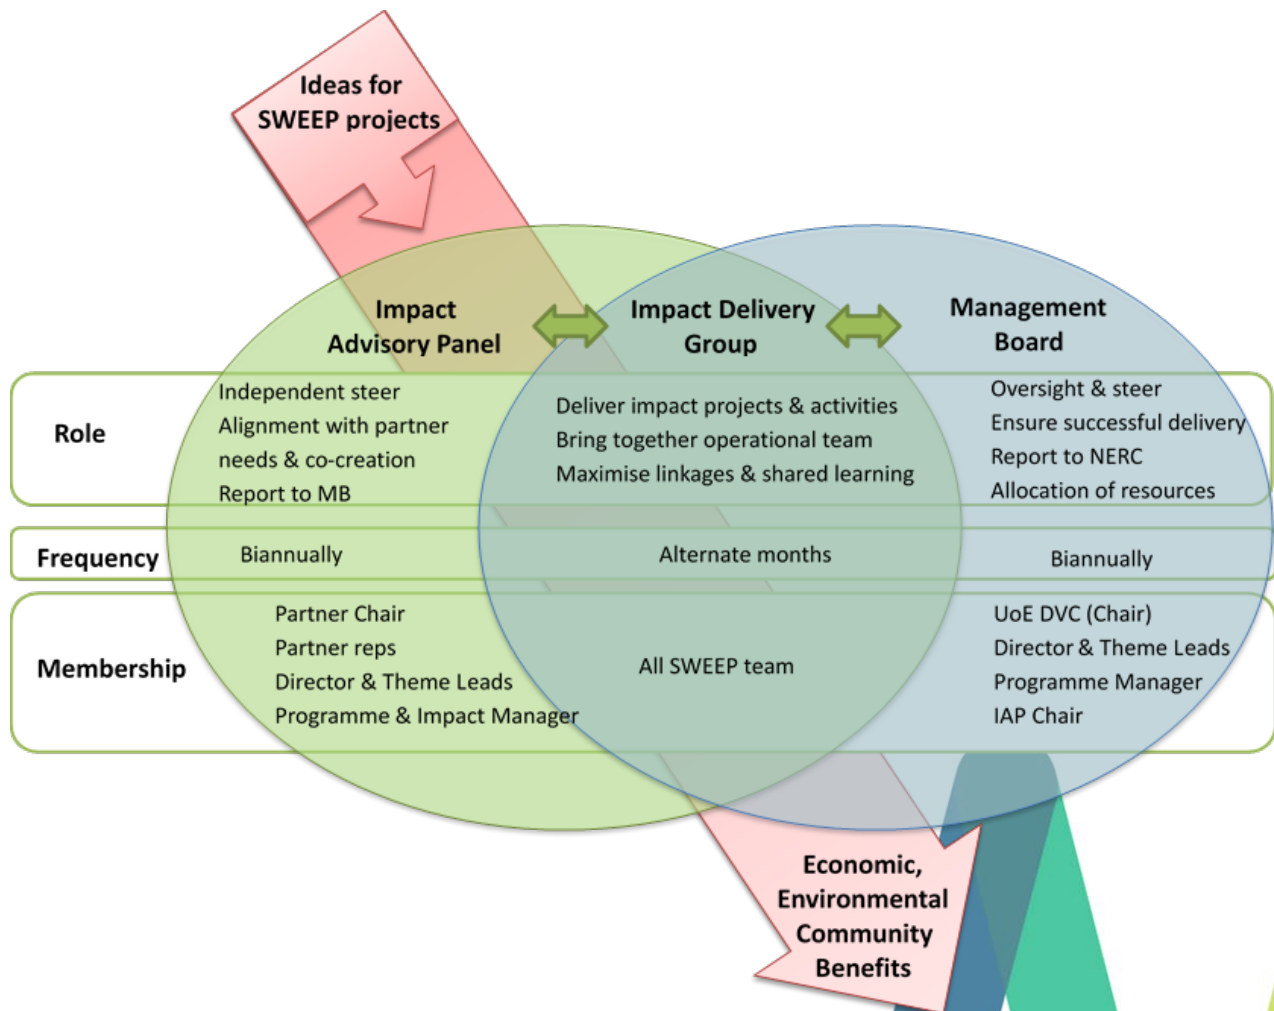 Ideas for
SWEEP projects
Impact
Advisory Panel
Impact Delivery
Group
Management
Board
Role
Independent steer
Alignment with partner
needs & co-creation
Report to MB
Deliver impact projects & activities
Bring together operational team
Maximise linkages & shared learning
Oversight & steer
Ensure successful delivery
Report to NERC
Allocation of resources
Frequency
Biannually
Alternate months
Biannually
Membership
Partner Chair
Partner reps
Director & Theme Leads
Programme & Impact Manager
All SWEEP team
UoE DVC (Chair)
Director & Theme Leads
Programme Manager
IAP Chair
Economic,
Environmental
Community
Benefits